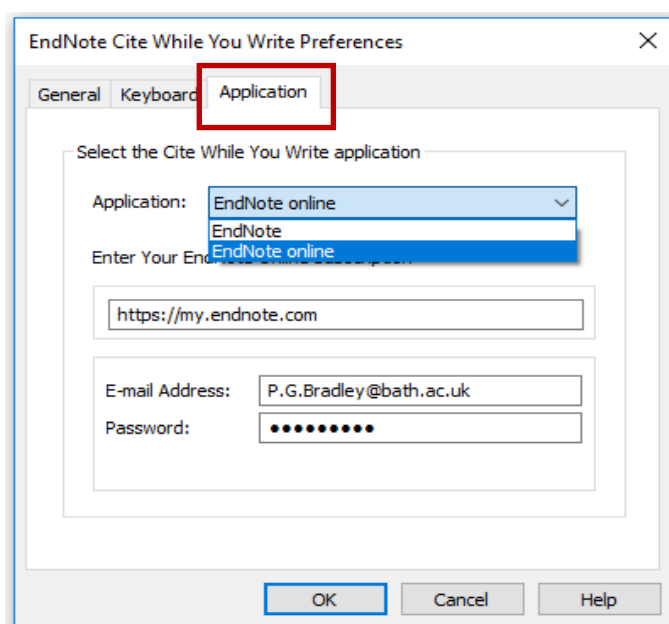 EndNote Cite While You Write Preferences
General Keyboard Application
Select the Cite While You Write application
Application: EndNote online
EndNote
EndNote online
Enter Your
https://my.endnote.com
E-mail Address: P.G.Bradley@bath.ac.uk
Password: ●●●●●●●●●
OK Cancel Help